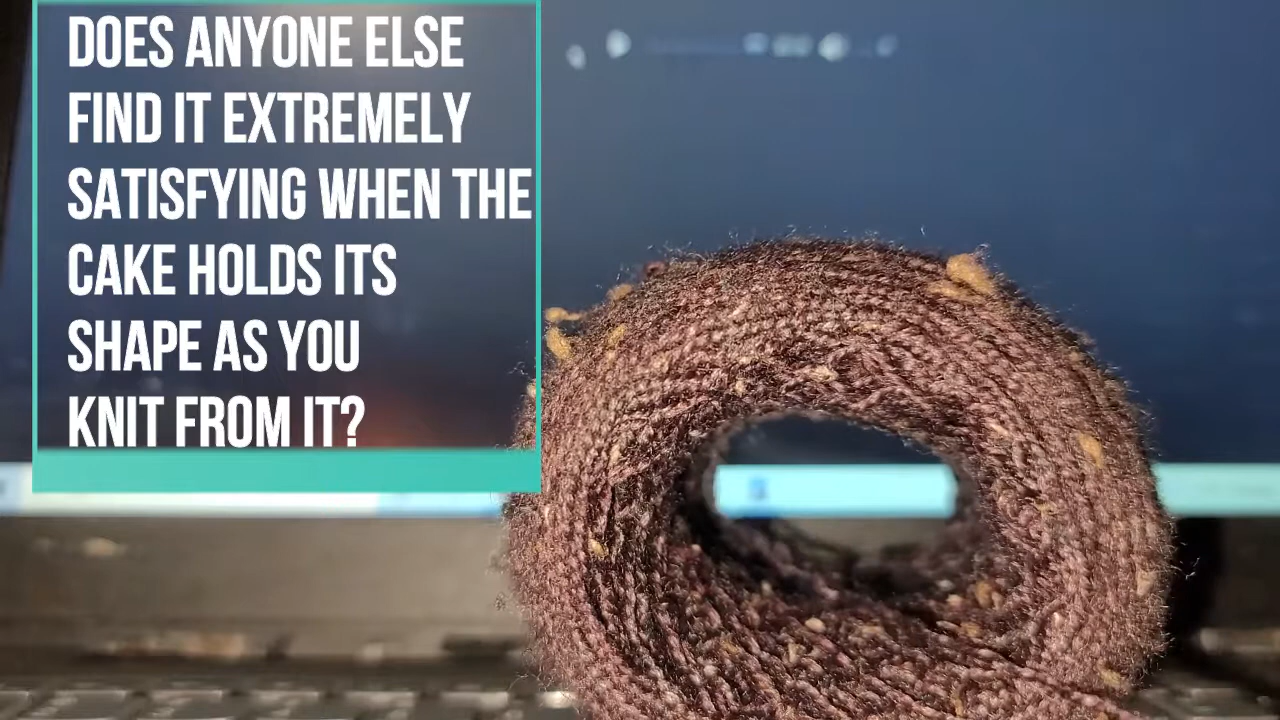 DOES ANYONE ELSE
FIND IT EXTREMELY
SATISFYING WHEN THE
CAKE HOLDS ITS
SHAPE AS YOU
KNIT FROM IT?